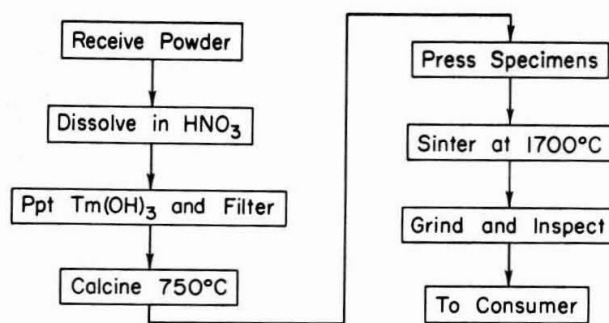 Receive Powder
Dissolve in HNO₃
Ppt Tm(OH)₃ and Filter
Calcine 750°C
Press Specimens
Sinter at 1700°C
Grind and Inspect
To Consumer